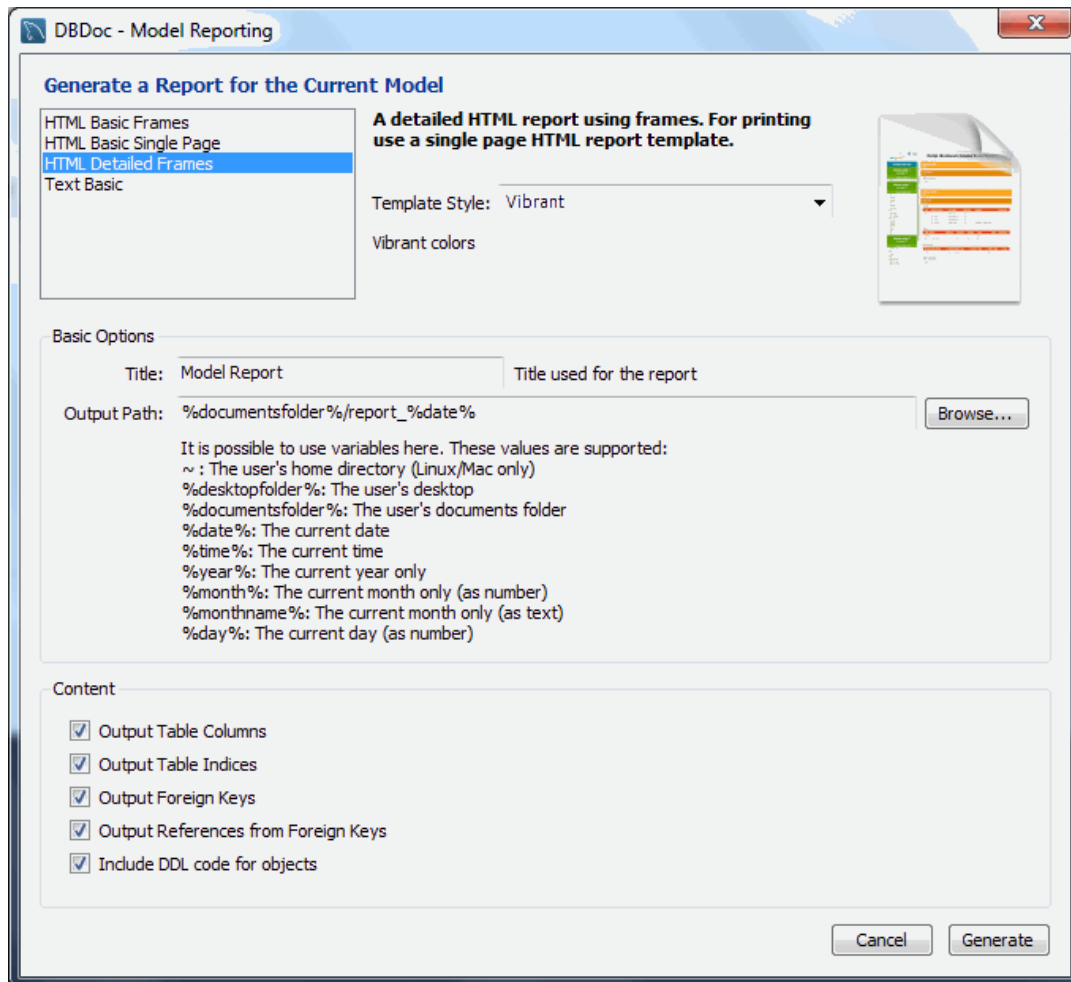 DBDoc - Model Reporting
Generate a Report for the Current Model
HTML Basic Frames
HTML Basic Single Page
HTML Detailed Frames
Text Basic
A detailed HTML report using frames. For printing
use a single page HTML report template.
Template Style: Vibrant
Vibrant colors
Basic Options
Title: Model Report Title used for the report
Output Path: %documentsfolder%/report_%date% Browse...
It is possible to use variables here. These values are supported:
~ : The user's home directory (Linux/Mac only)
%desktopfolder%: The user's desktop
%documentsfolder%: The user's documents folder
%date%: The current date
%time%: The current time
%year%: The current year only
%month%: The current month only (as number)
%monthname%: The current month only (as text)
%day%: The current day (as number)
Content
Output Table Columns
Output Table Indices
Output Foreign Keys
Output References from Foreign Keys
Include DDL code for objects
Cancel Generate